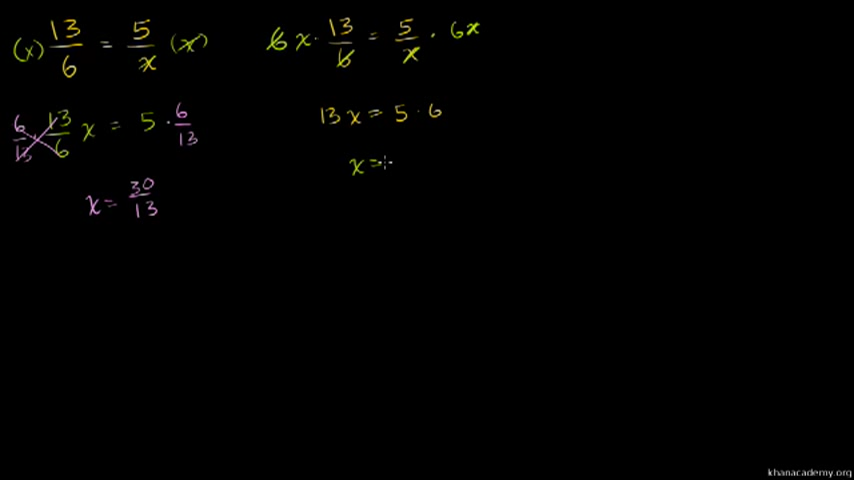 (x) 13/6 = 5/x (x)
6/13 · 13/6 x = 5 · 6/13
x = 30/13
6x · 13/6 = 5/x · 6x
13x = 5 · 6
x =
khanacademy.org